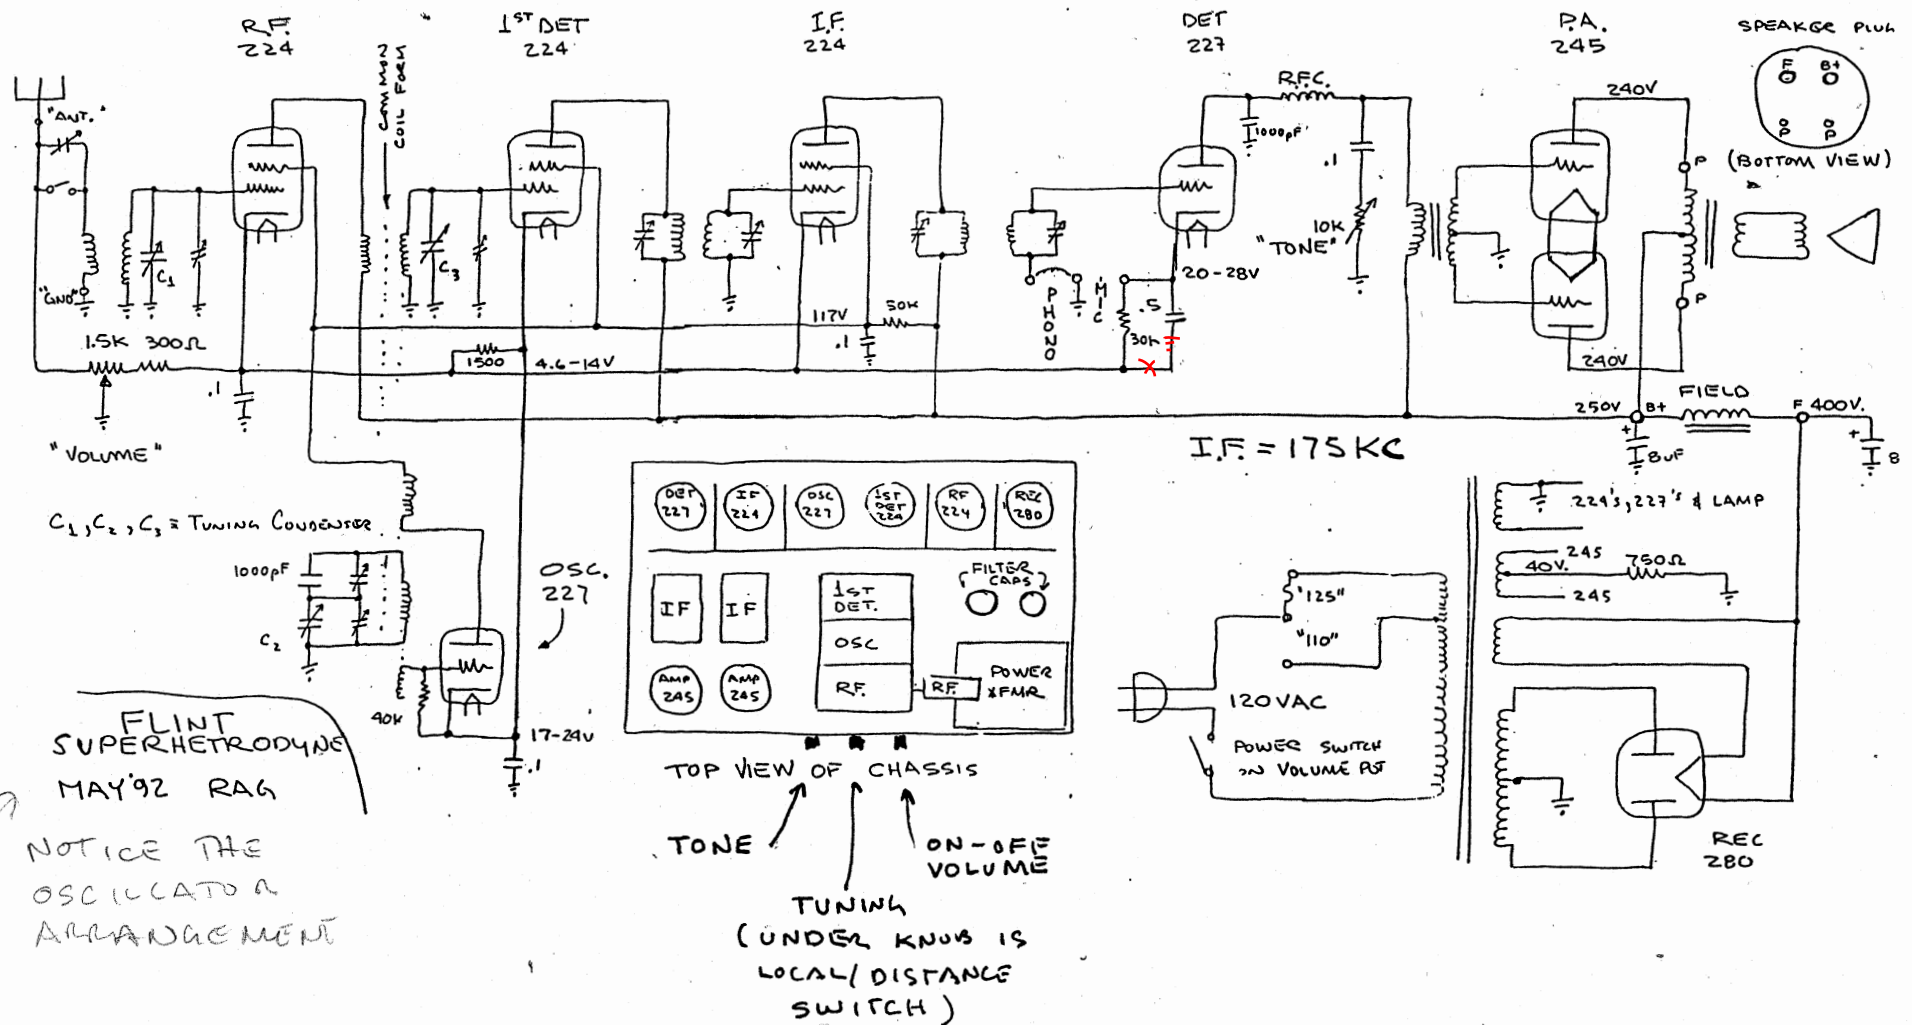 R.F.
224
1ST DET
224
I.F.
224
DET
227
P.A.
245
SPEAKER PLUG
F
B+
P
P
(BOTTOM VIEW)
COMMON
COIL FORM
"ANT."
"GND"
C1
C3
R.F.C.
1000pF
.1
10K
"TONE"
240V
P
P
240V
1.5K 300Ω
.1
"VOLUME"
1500
4.6-14V
117V
50K
.1
PHONO
MIC
20-28V
.5
30K
250V
B+
FIELD
F 400V.
+
8uF
+
8
I.F. = 175KC
C1, C2, C3 = TUNING CONDENSER
1000pF
C2
OSC.
227
40K
17-24V
.1
DET
227
IF
224
OSC
227
1ST
DET
224
RF
224
REC
280
IF
IF
1ST
DET.
OSC
RF.
RF.
FILTER
CAPS
AMP
245
AMP
245
POWER
XFMR
TOP VIEW OF CHASSIS
TONE
ON-OFF
VOLUME
TUNING
(UNDER KNOB IS
LOCAL/DISTANCE
SWITCH)
224's, 227's & LAMP
245
40V.
750Ω
245
"125"
"110"
120VAC
POWER SWITCH
ON VOLUME POT
REC
280
FLINT
SUPERHETRODYNE
MAY '92 RAG
NOTICE THE
OSCILLATOR
ARRANGEMENT